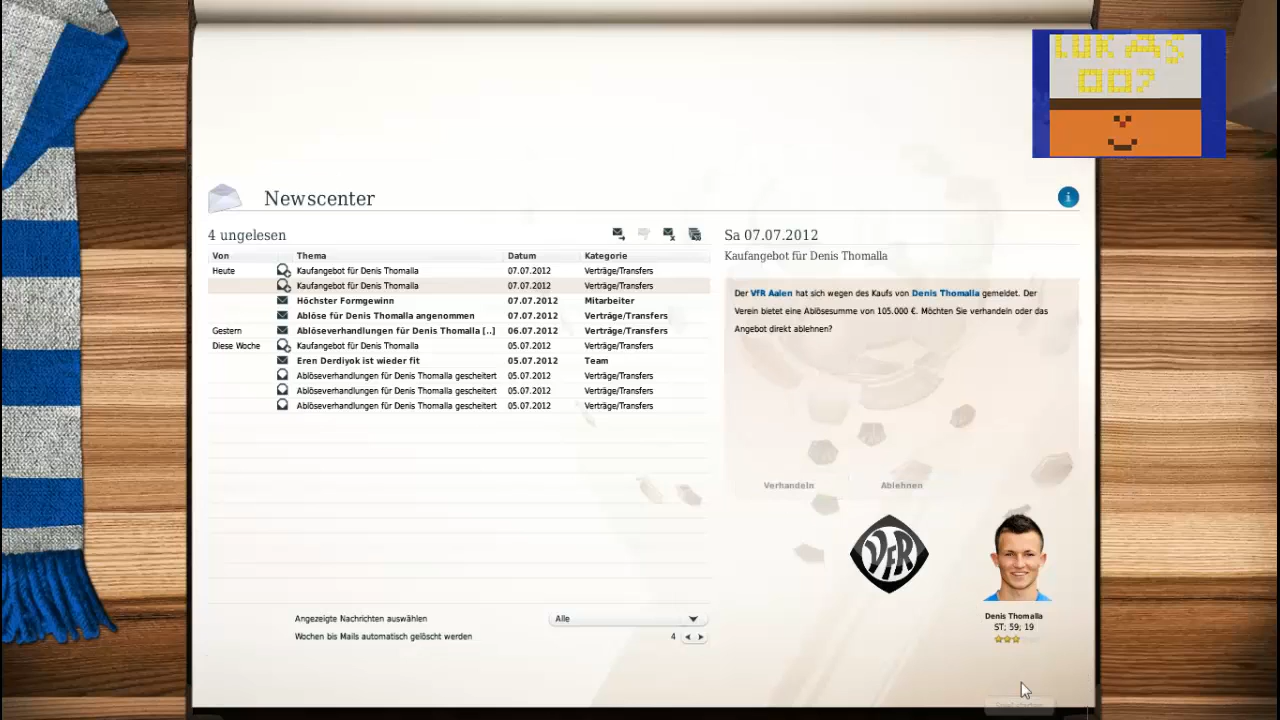 LUKAS
007
Newscenter
4 ungelesen
Von Thema Datum Kategorie
Heute Kaufangebot für Denis Thomalla 07.07.2012 Verträge/Transfers
Kaufangebot für Denis Thomalla 07.07.2012 Verträge/Transfers
Höchster Formgewinn 07.07.2012 Mitarbeiter
Ablöse für Denis Thomalla angenommen 07.07.2012 Verträge/Transfers
Gestern Ablöseverhandlungen für Denis Thomalla [..] 06.07.2012 Verträge/Transfers
Diese Woche Kaufangebot für Denis Thomalla 05.07.2012 Verträge/Transfers
Eren Derdiyok ist wieder fit 05.07.2012 Team
Ablöseverhandlungen für Denis Thomalla gescheitert 05.07.2012 Verträge/Transfers
Ablöseverhandlungen für Denis Thomalla gescheitert 05.07.2012 Verträge/Transfers
Ablöseverhandlungen für Denis Thomalla gescheitert 05.07.2012 Verträge/Transfers
Angezeigte Nachrichten auswählen Alle
Wochen bis Mails automatisch gelöscht werden 4
Sa 07.07.2012
Kaufangebot für Denis Thomalla
Der VfR Aalen hat sich wegen des Kaufs von Denis Thomalla gemeldet. Der
Verein bietet eine Ablösesumme von 105.000 €. Möchten Sie verhandeln oder das
Angebot direkt ablehnen?
Verhandeln Ablehnen
VfR
Denis Thomalla
ST; 59; 19